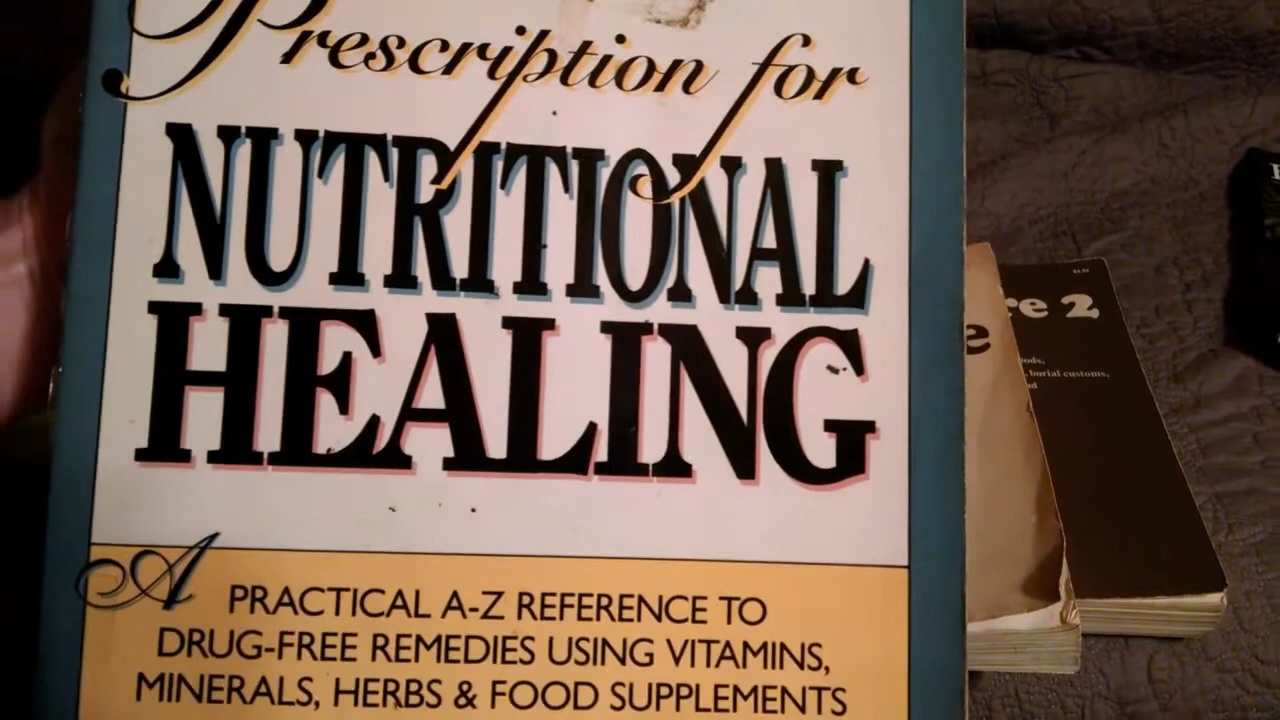 Prescription for
NUTRITIONAL
HEALING
A PRACTICAL A-Z REFERENCE TO
DRUG-FREE REMEDIES USING VITAMINS,
MINERALS, HERBS & FOOD SUPPLEMENTS
e
re 2
burial customs,